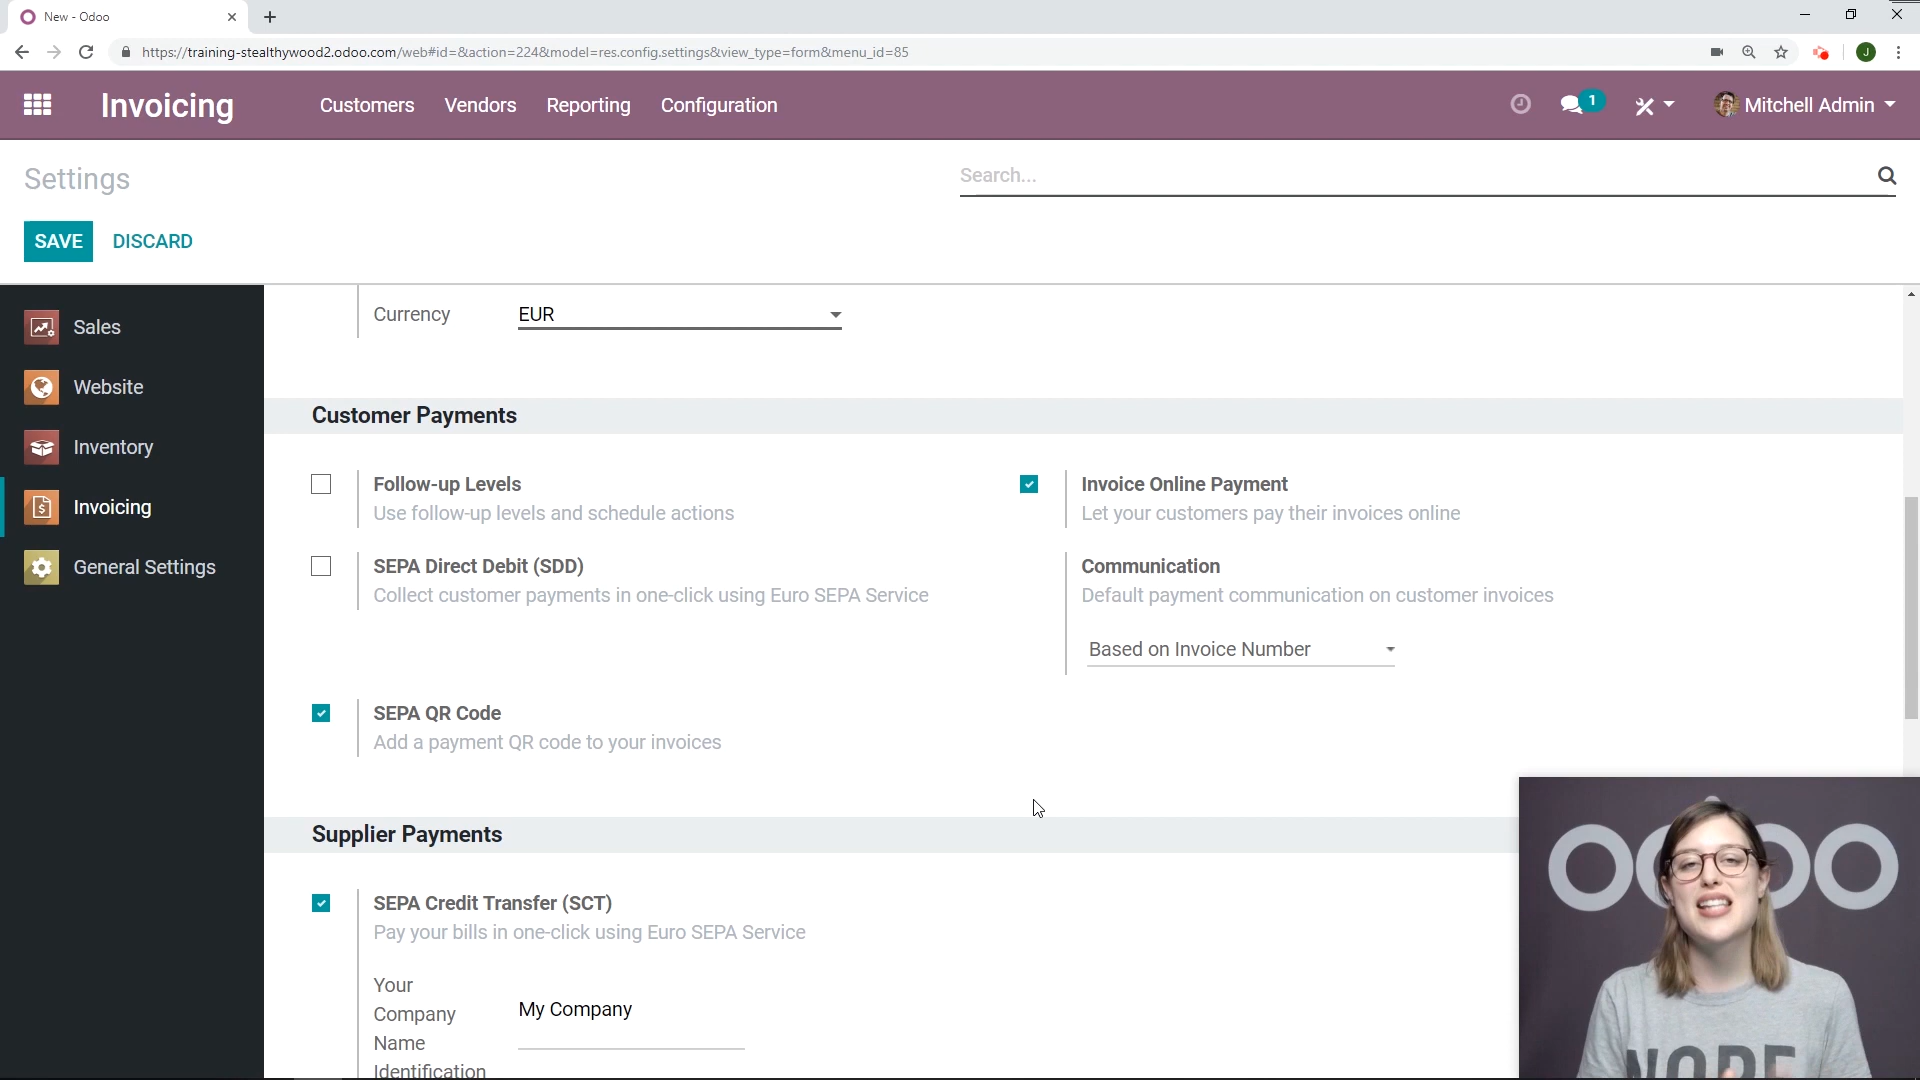 New - Odoo
https://training-stealthywood2.odoo.com/web#id=&action=224&model=res.config.settings&view_type=form&menu_id=85
J
Invoicing
Customers
Vendors
Reporting
Configuration
1
Mitchell Admin
Settings
Search...
SAVE
DISCARD
Sales
Website
Inventory
Invoicing
General Settings
Currency
EUR
Customer Payments
Follow-up Levels
Use follow-up levels and schedule actions
Invoice Online Payment
Let your customers pay their invoices online
SEPA Direct Debit (SDD)
Collect customer payments in one-click using Euro SEPA Service
Communication
Default payment communication on customer invoices
Based on Invoice Number
SEPA QR Code
Add a payment QR code to your invoices
Supplier Payments
SEPA Credit Transfer (SCT)
Pay your bills in one-click using Euro SEPA Service
Your
Company
Name
My Company
Identification
odoo